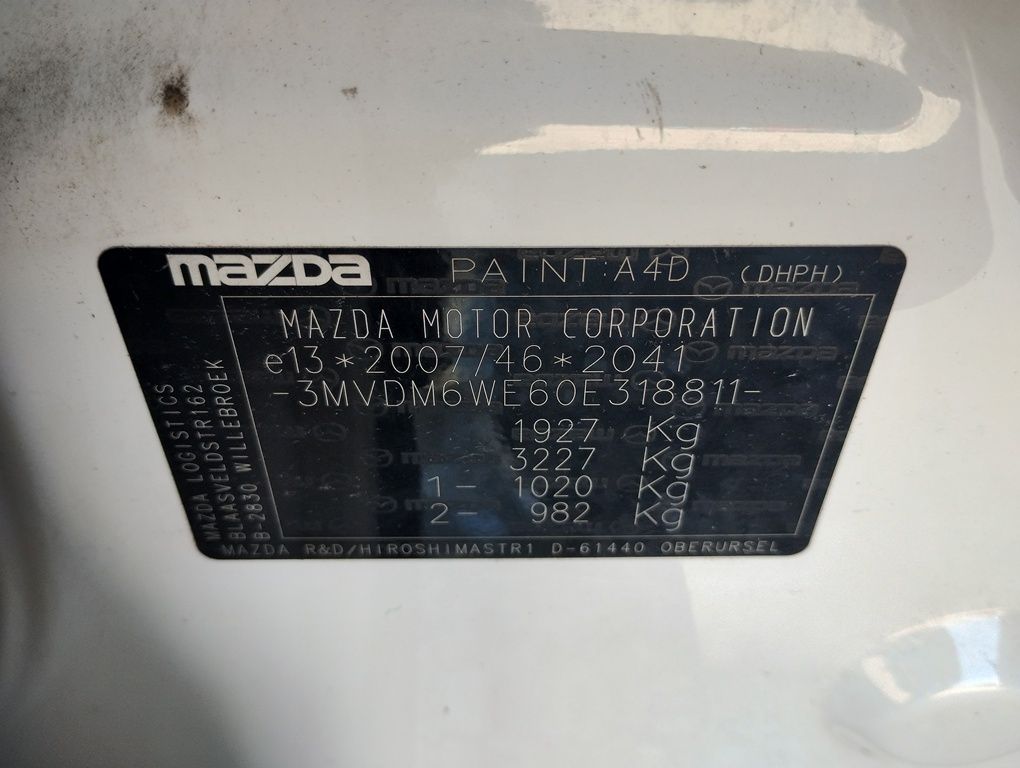 mazda PAINT:A4D (DHPH)
MAZDA MOTOR CORPORATION
e13*2007/46*2041
-3MVDM6WE60E318811-
1927 Kg
3227 Kg
1- 1020 Kg
2- 982 Kg
MAZDA LOGISTICS
BLAASVELDSTR162
B-2830 WILLEBROEK
MAZDA R&D/HIROSHIMASTR1 D-61440 OBERURSEL